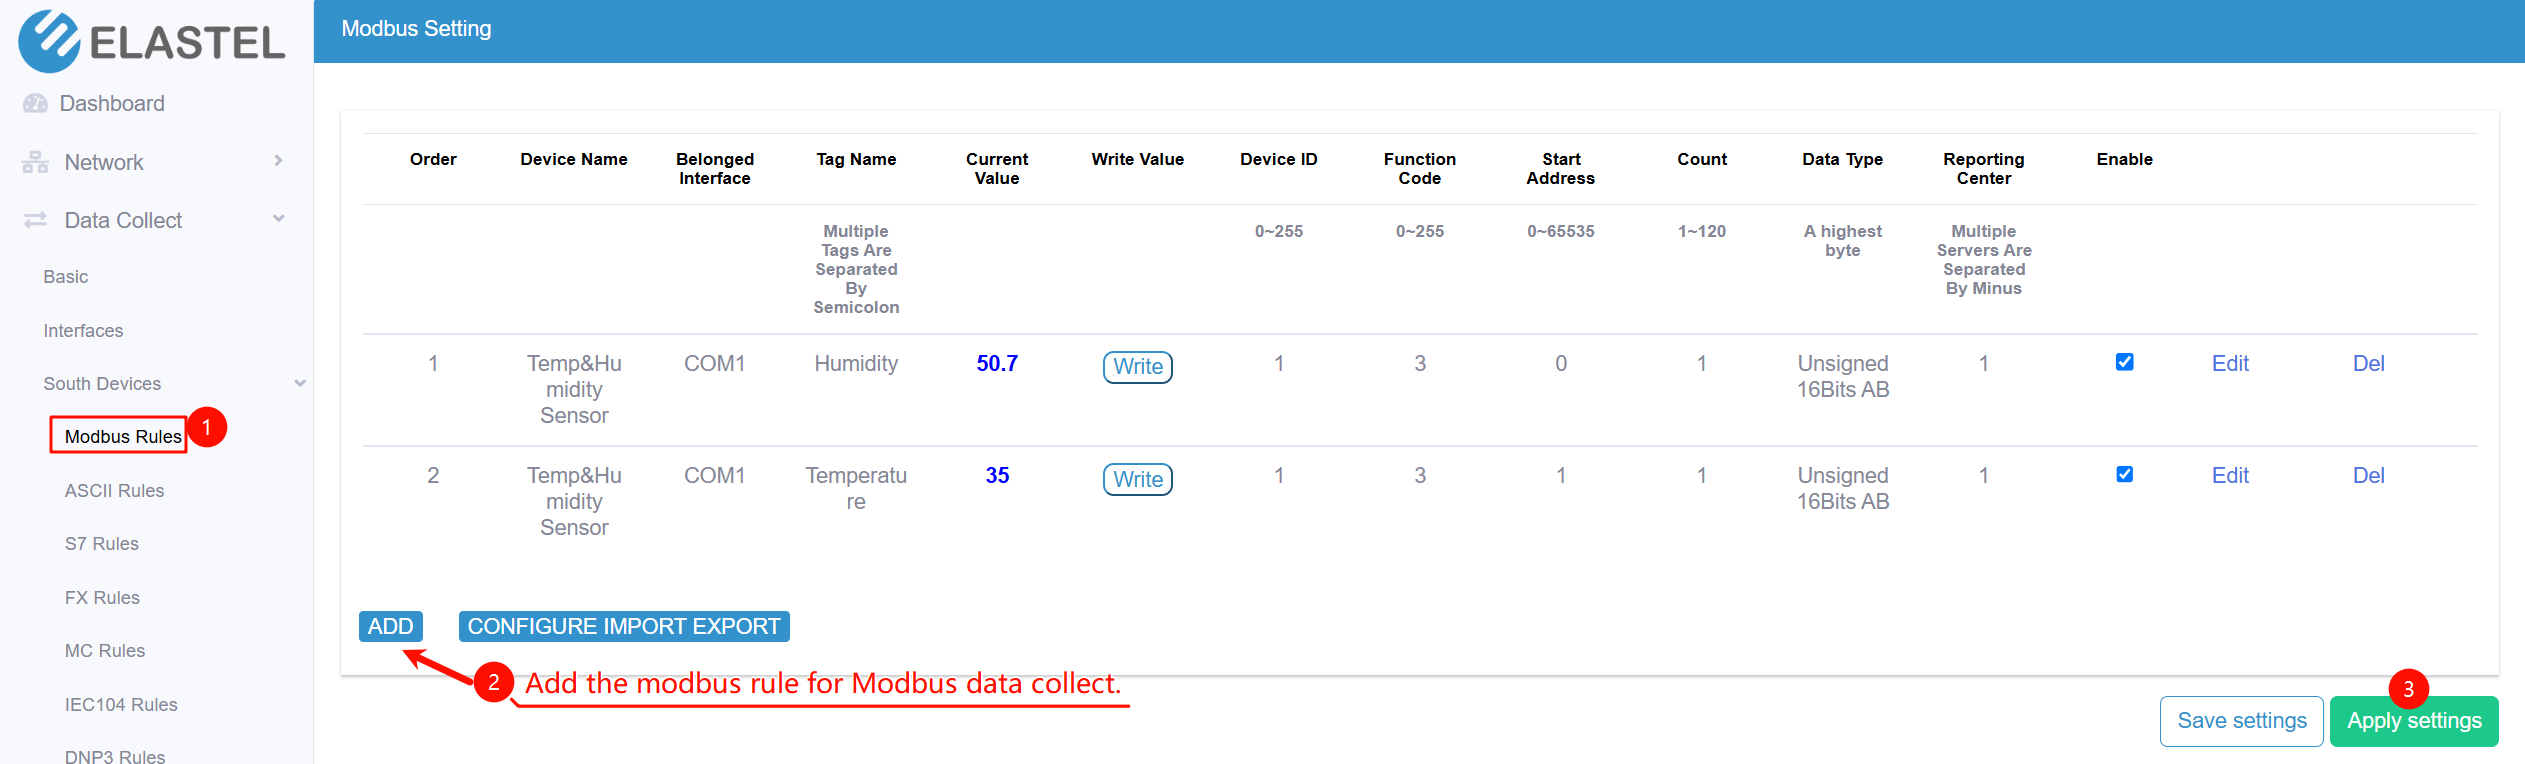 ELASTEL
Modbus Setting
Dashboard
Network
Data Collect
Basic
Interfaces
South Devices
Modbus Rules
1
ASCII Rules
S7 Rules
FX Rules
MC Rules
IEC104 Rules
DNP3 Rules
Order Device Name Belonged Interface Tag Name Current Value Write Value Device ID Function Code Start Address Count Data Type Reporting Center Enable
Multiple Tags Are Separated By Semicolon 0~255 0~255 0~65535 1~120 A highest byte Multiple Servers Are Separated By Minus
1 Temp&Humidity Sensor COM1 Humidity 50.7 Write 1 3 0 1 Unsigned 16Bits AB 1 Edit Del
2 Temp&Humidity Sensor COM1 Temperature 35 Write 1 3 1 1 Unsigned 16Bits AB 1 Edit Del
ADD CONFIGURE IMPORT EXPORT
2 Add the modbus rule for Modbus data collect.
3
Save settings Apply settings